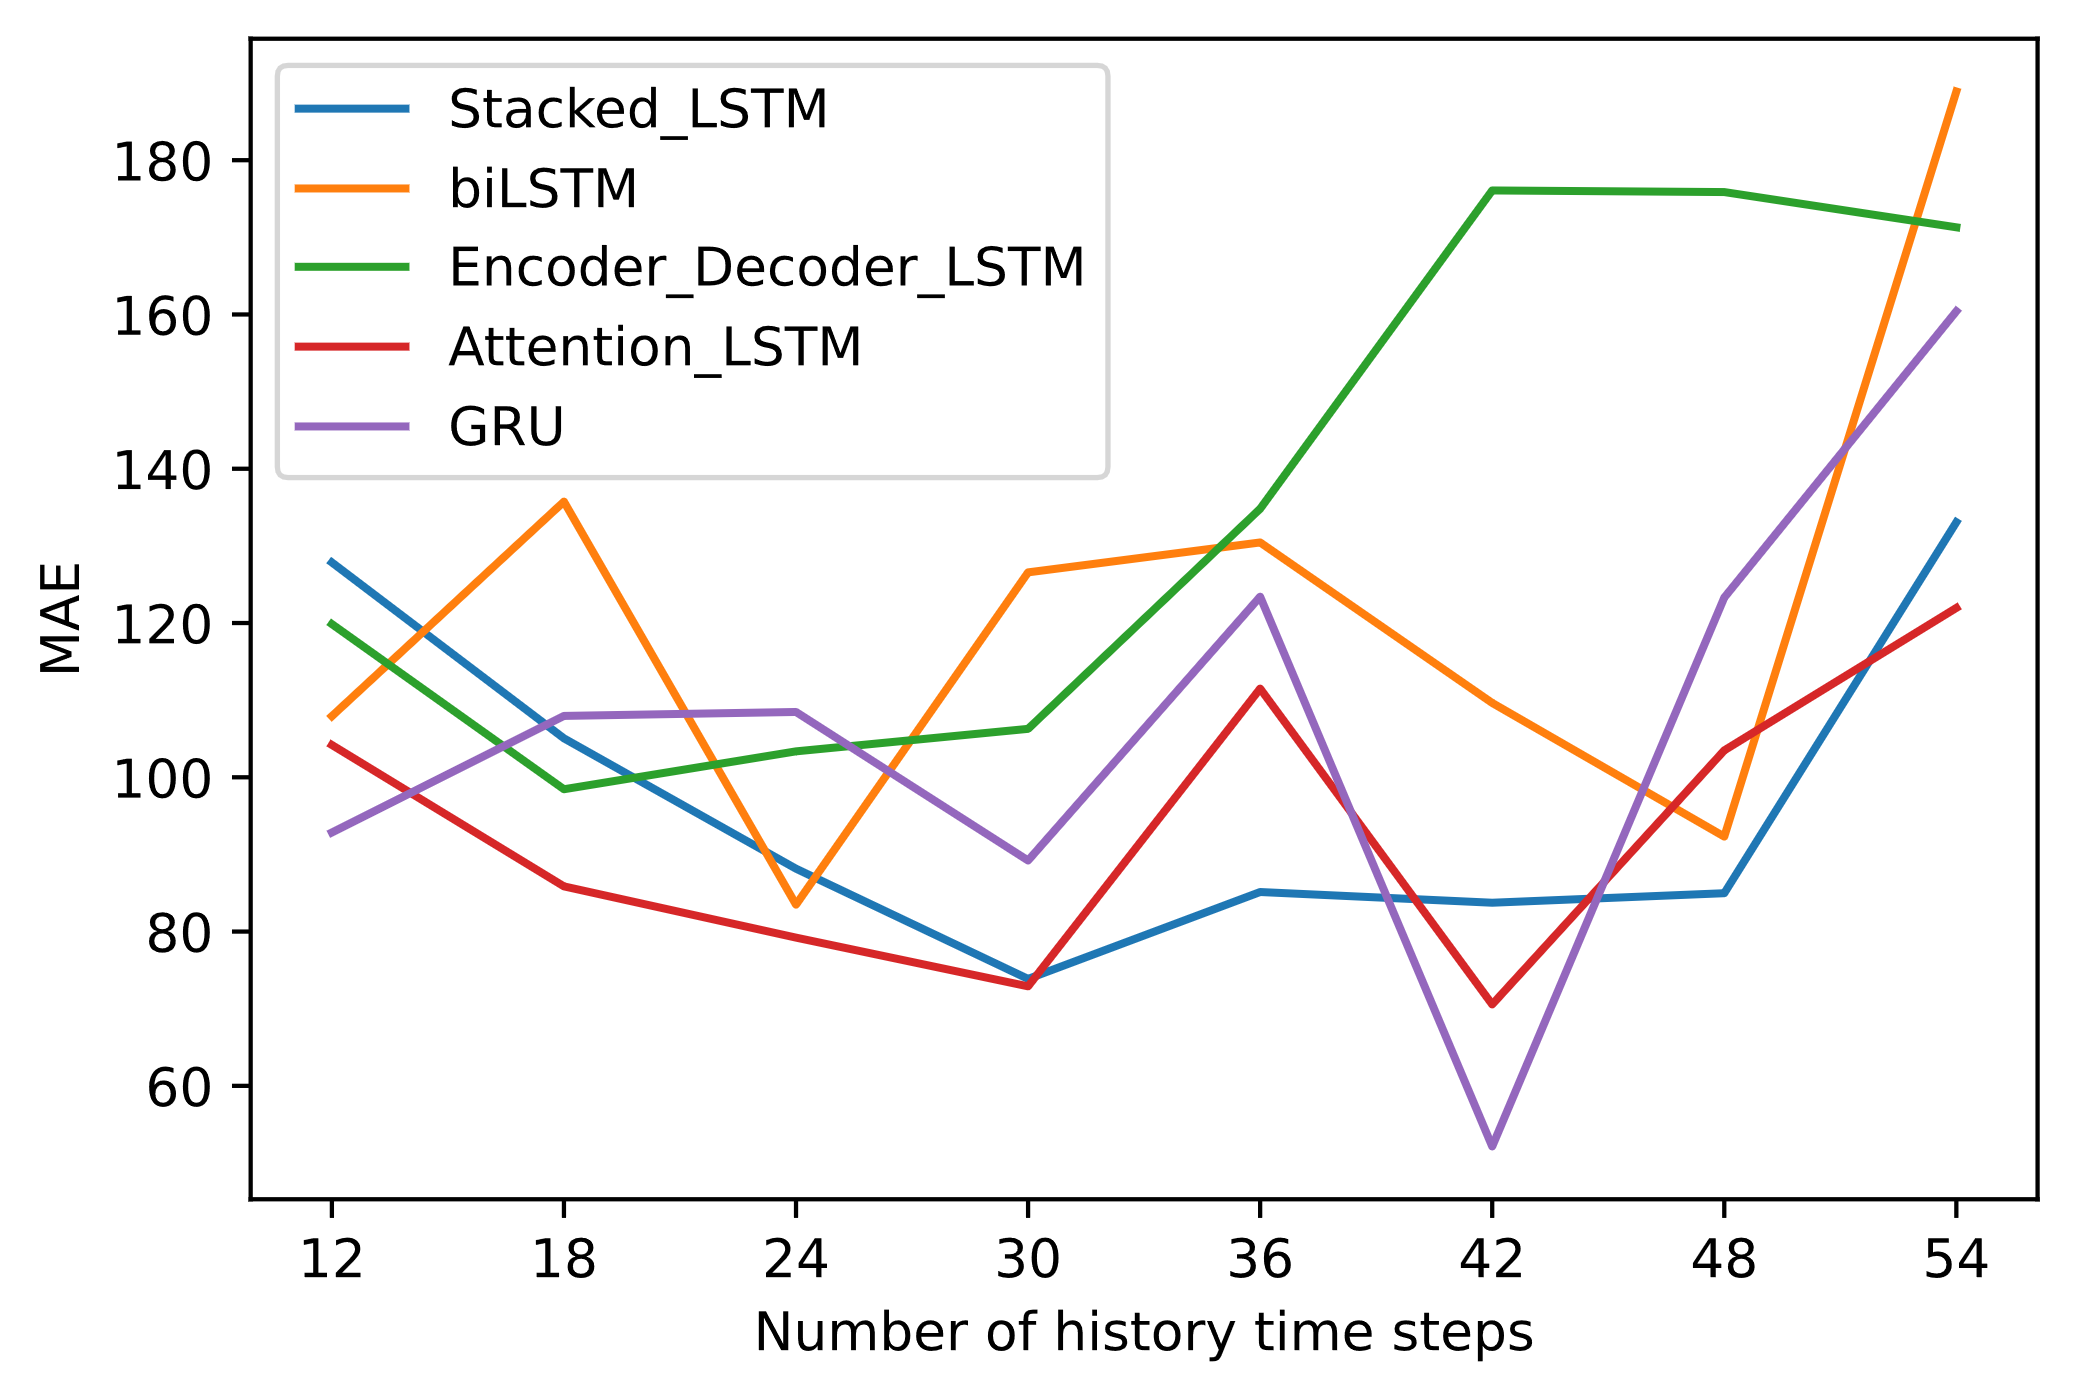 Stacked_LSTM
biLSTM
Encoder_Decoder_LSTM
Attention_LSTM
GRU
180
160
140
120
100
80
60
MAE
12 18 24 30 36 42 48 54
Number of history time steps